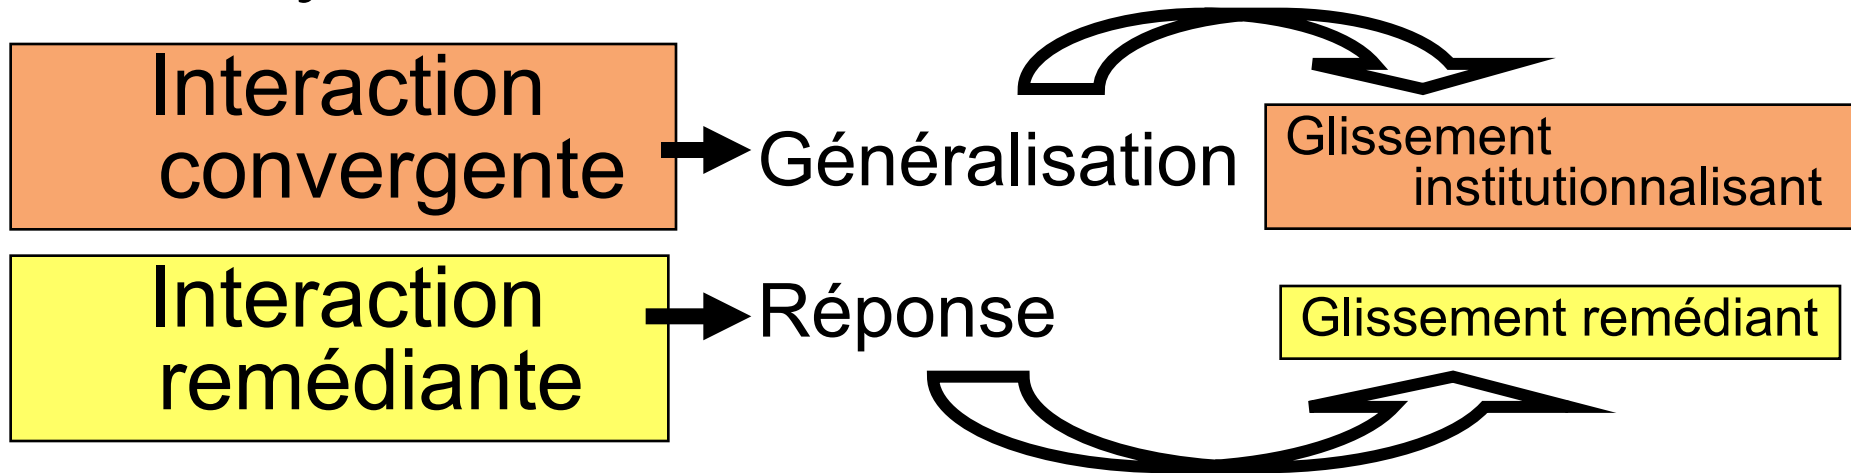 Interaction
convergente
Généralisation
Glissement
institutionnalisant
Interaction
remédiante
Réponse
Glissement remédiant